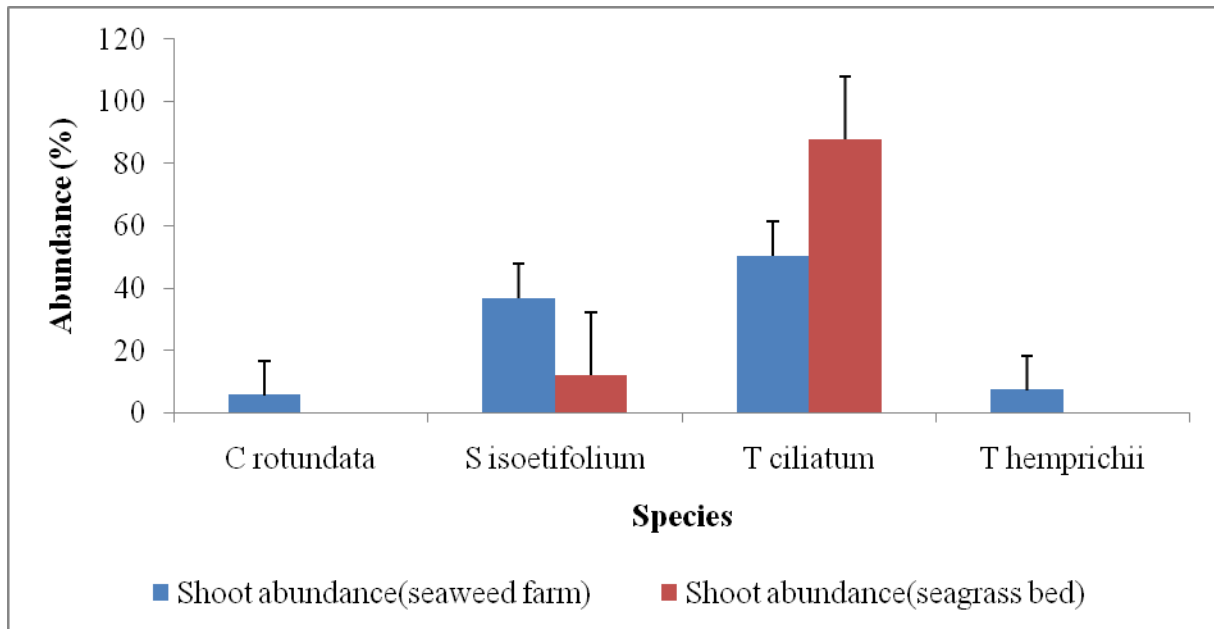 120
100
80
60
40
20
0
Abundance (%)
C rotundata
S isoetifolium
T ciliatum
T hemprichii
Species
Shoot abundance(seaweed farm)
Shoot abundance(seagrass bed)